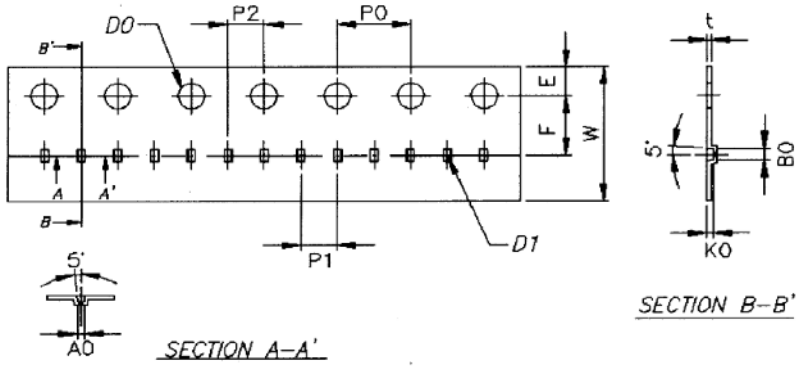 D0
P2
P0
t
B'
E
F
W
5'
B0
A
A'
B
P1
D1
K0
5'
A0
SECTION A-A'
SECTION B-B'